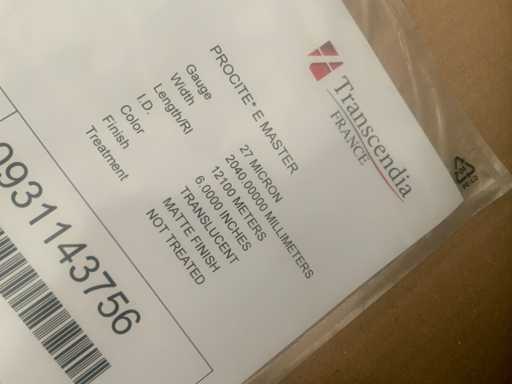 Transcendia
FRANCE
PROCITE* E MASTER
Gauge 27 MICRON
Width 2040.00000 MILLIMETERS
Length/Rl 12100 METERS
I.D. 6.0000 INCHES
Color TRANSLUCENT
Finish MATTE FINISH
Treatment NOT TREATED
0931143756